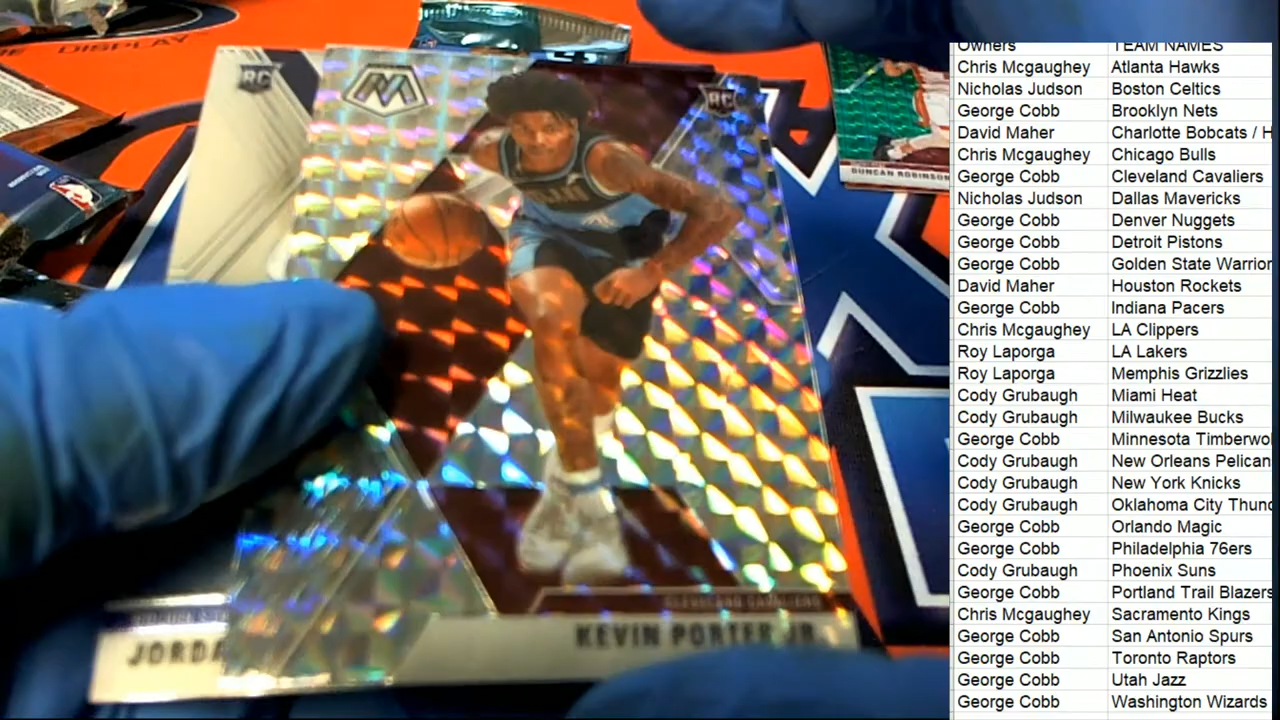 DISPLAY
RC
RC
DUNCAN ROBINSON
CLEVELAND CAVALIERS
KEVIN PORTER JR.
JORDA
Owners TEAM NAMES
Chris Mcgaughey Atlanta Hawks
Nicholas Judson Boston Celtics
George Cobb Brooklyn Nets
David Maher Charlotte Bobcats / H
Chris Mcgaughey Chicago Bulls
George Cobb Cleveland Cavaliers
Nicholas Judson Dallas Mavericks
George Cobb Denver Nuggets
George Cobb Detroit Pistons
George Cobb Golden State Warrior
David Maher Houston Rockets
George Cobb Indiana Pacers
Chris Mcgaughey LA Clippers
Roy Laporga LA Lakers
Roy Laporga Memphis Grizzlies
Cody Grubaugh Miami Heat
Cody Grubaugh Milwaukee Bucks
George Cobb Minnesota Timberwol
Cody Grubaugh New Orleans Pelican
Cody Grubaugh New York Knicks
Cody Grubaugh Oklahoma City Thund
George Cobb Orlando Magic
George Cobb Philadelphia 76ers
Cody Grubaugh Phoenix Suns
George Cobb Portland Trail Blazers
Chris Mcgaughey Sacramento Kings
George Cobb San Antonio Spurs
George Cobb Toronto Raptors
George Cobb Utah Jazz
George Cobb Washington Wizards